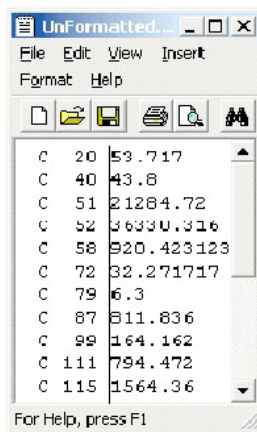 UnFormatted....
File Edit View Insert
Format Help
C 20 53.717
C 40 43.8
C 51 21284.72
C 52 36330.316
C 58 920.423123
C 72 32.271717
C 79 6.3
C 87 811.836
C 99 164.162
C 111 794.472
C 115 1564.36
For Help, press F1